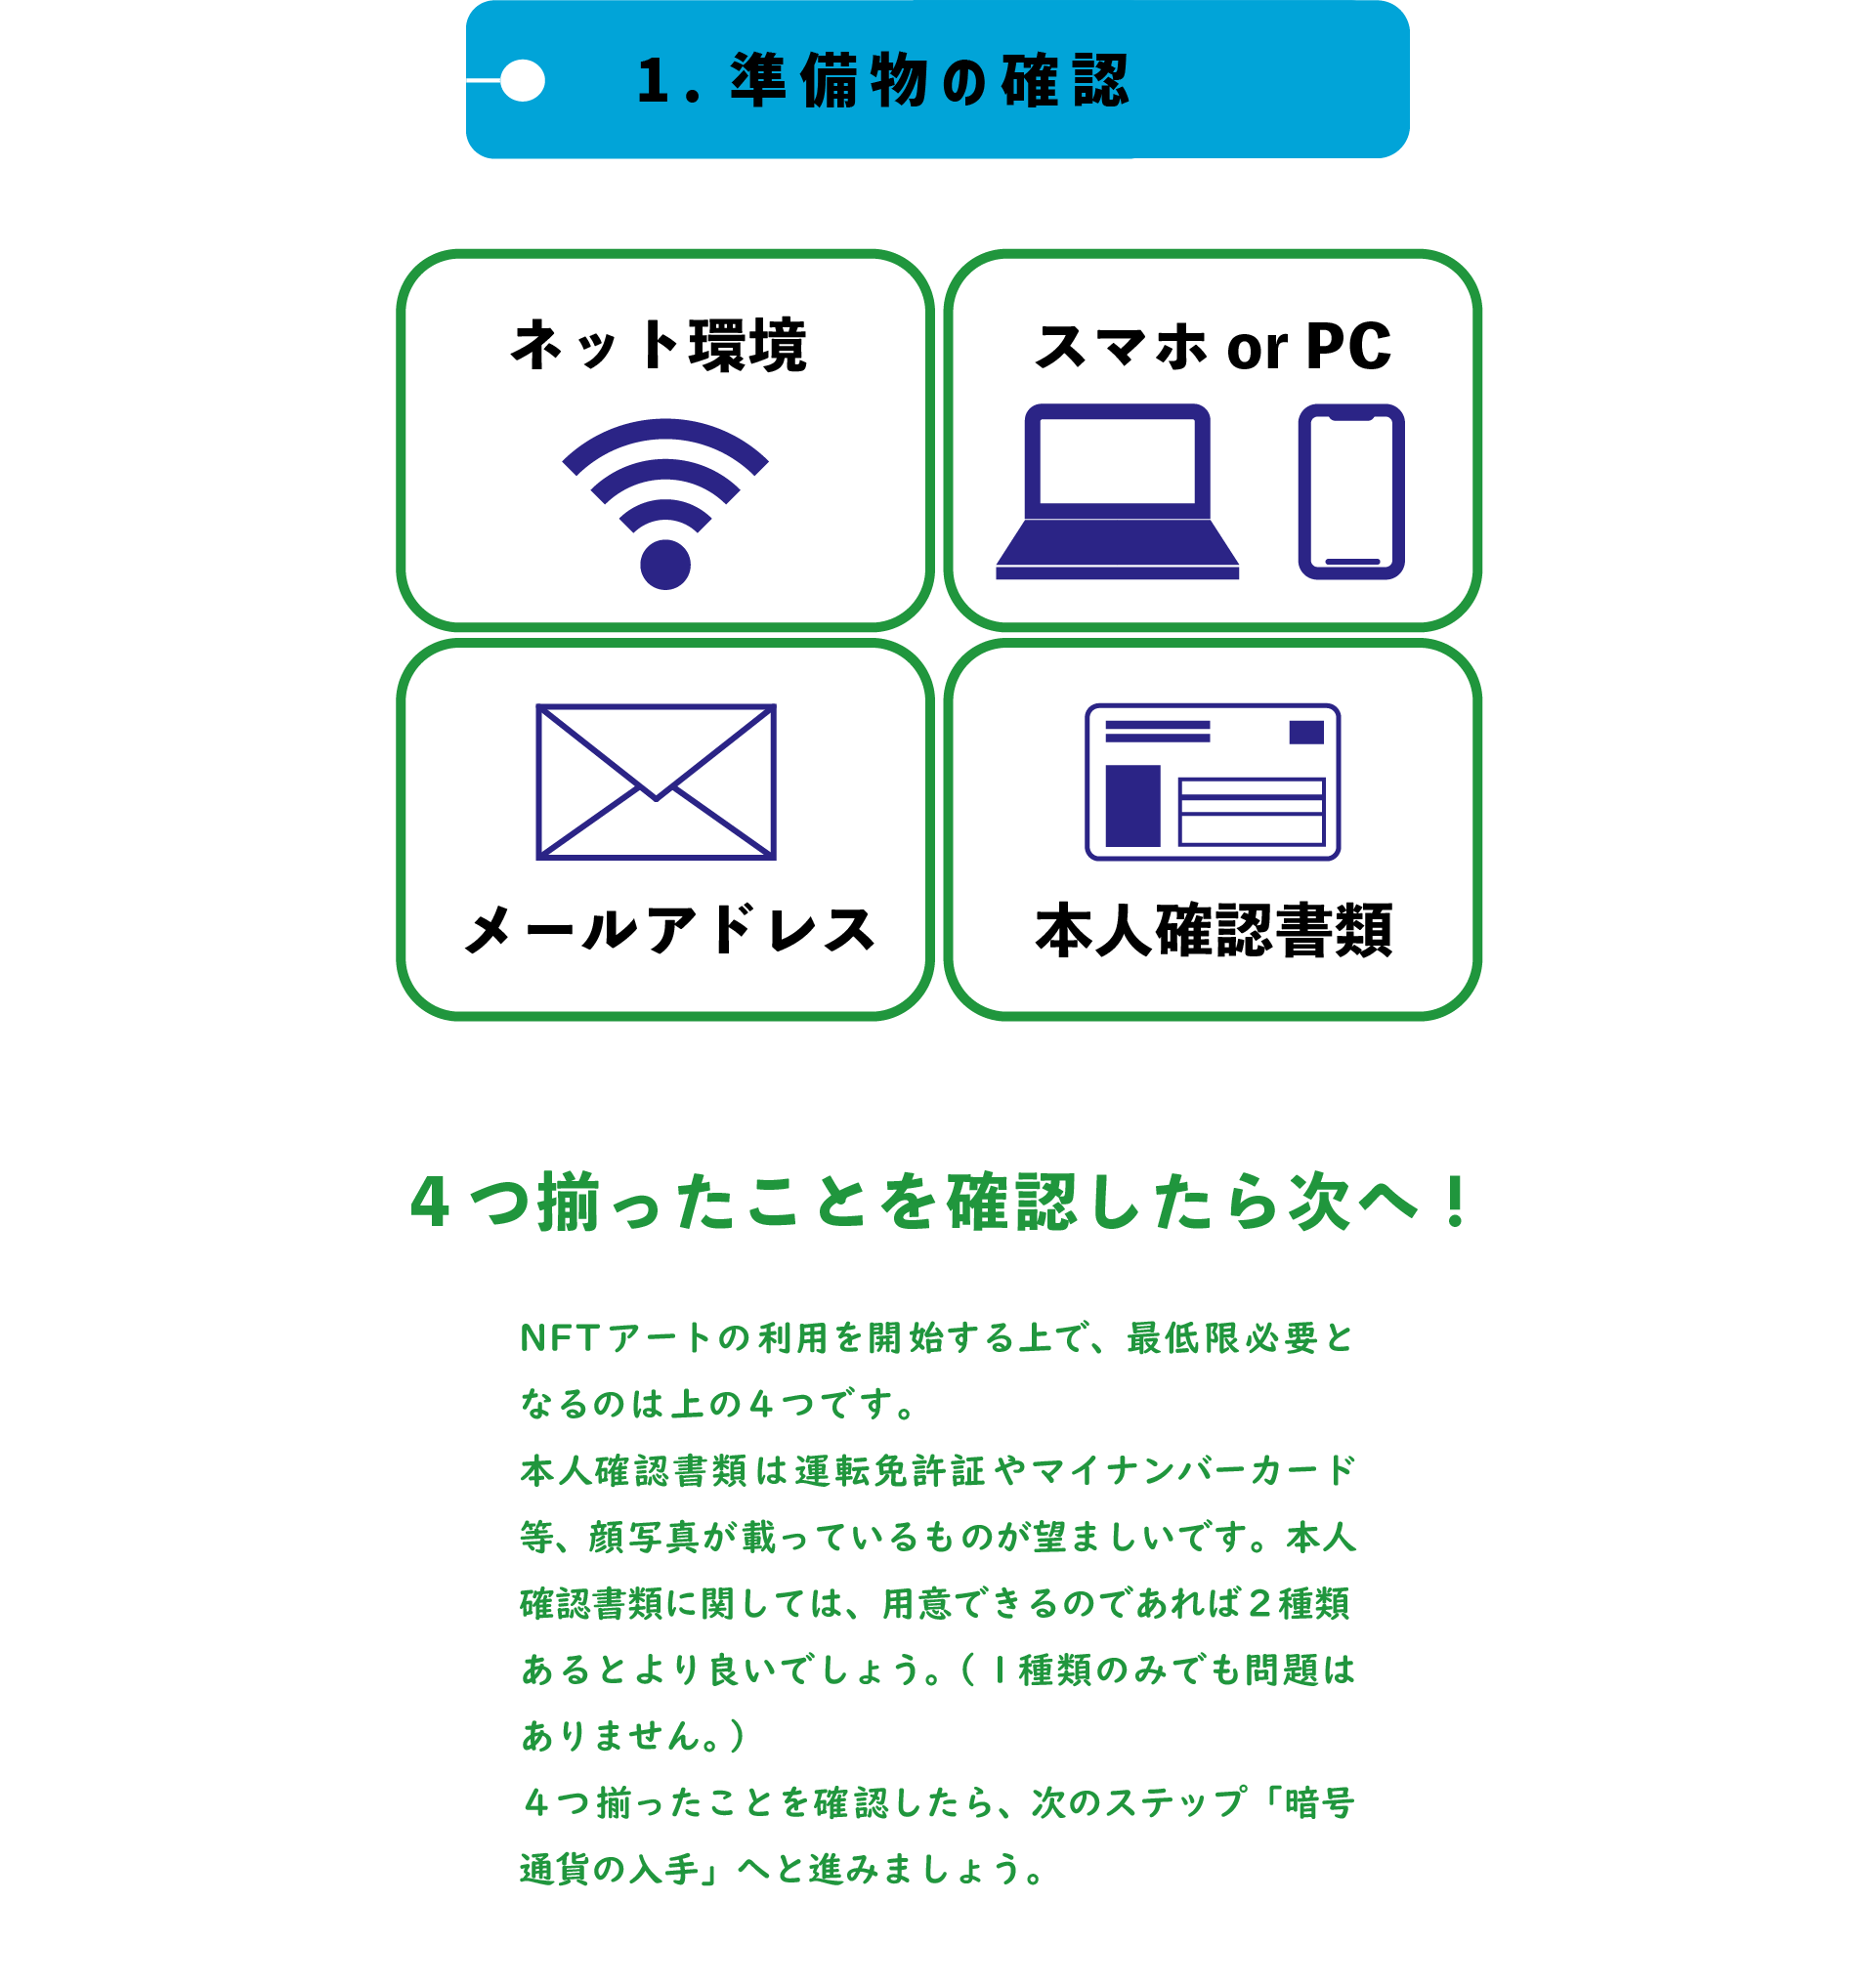 1. 準備物の確認
ネット環境
スマホ or PC
メールアドレス
本人確認書類
4つ揃ったことを確認したら次へ！
NFTアートの利用を開始する上で、最低限必要と
なるのは上の4つです。
本人確認書類は運転免許証やマイナンバーカード
等、顔写真が載っているものが望ましいです。本人
確認書類に関しては、用意できるのであれば2種類
あるとより良いでしょう。（1種類のみでも問題は
ありません。）
4つ揃ったことを確認したら、次のステップ「暗号
通貨の入手」へと進みましょう。